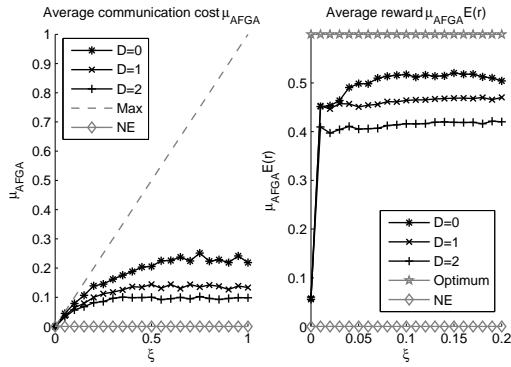 Average communication cost μAFGA
μAFGA
1
0.9
0.8
0.7
0.6
0.5
0.4
0.3
0.2
0.1
0
D=0
D=1
D=2
Max
NE
0 0.5 1
ξ
Average reward μAFGA E(r)
μAFGA E(r)
0.5
0.4
0.3
0.2
0.1
0
D=0
D=1
D=2
Optimum
NE
0 0.05 0.1 0.15 0.2
ξ